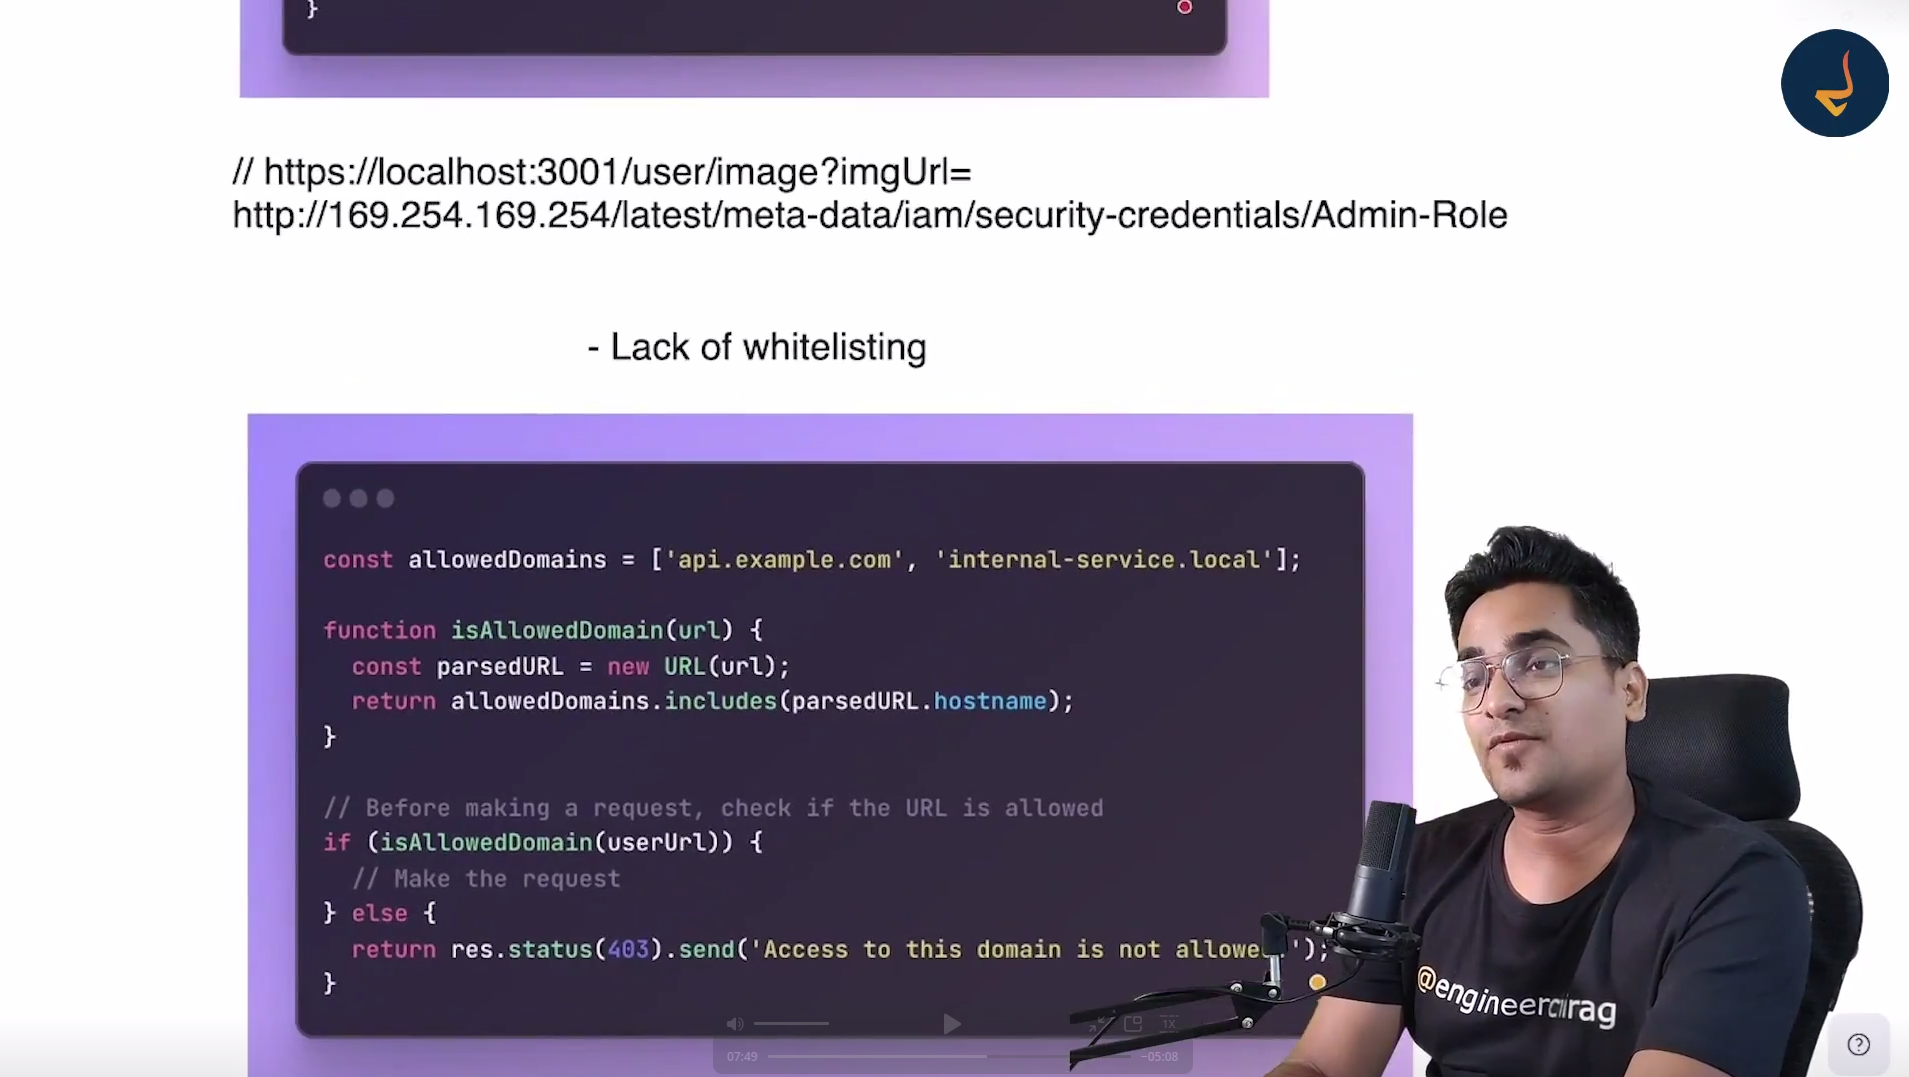 }
// https://localhost:3001/user/image?imgUrl=
http://169.254.169.254/latest/meta-data/iam/security-credentials/Admin-Role
- Lack of whitelisting
const allowedDomains = ['api.example.com', 'internal-service.local'];
function isAllowedDomain(url) {
const parsedURL = new URL(url);
return allowedDomains.includes(parsedURL.hostname);
}
// Before making a request, check if the URL is allowed
if (isAllowedDomain(userUrl)) {
// Make the request
} else {
return res.status(403).send('Access to this domain is not allowed.');
}
07:49
1X
-05:08